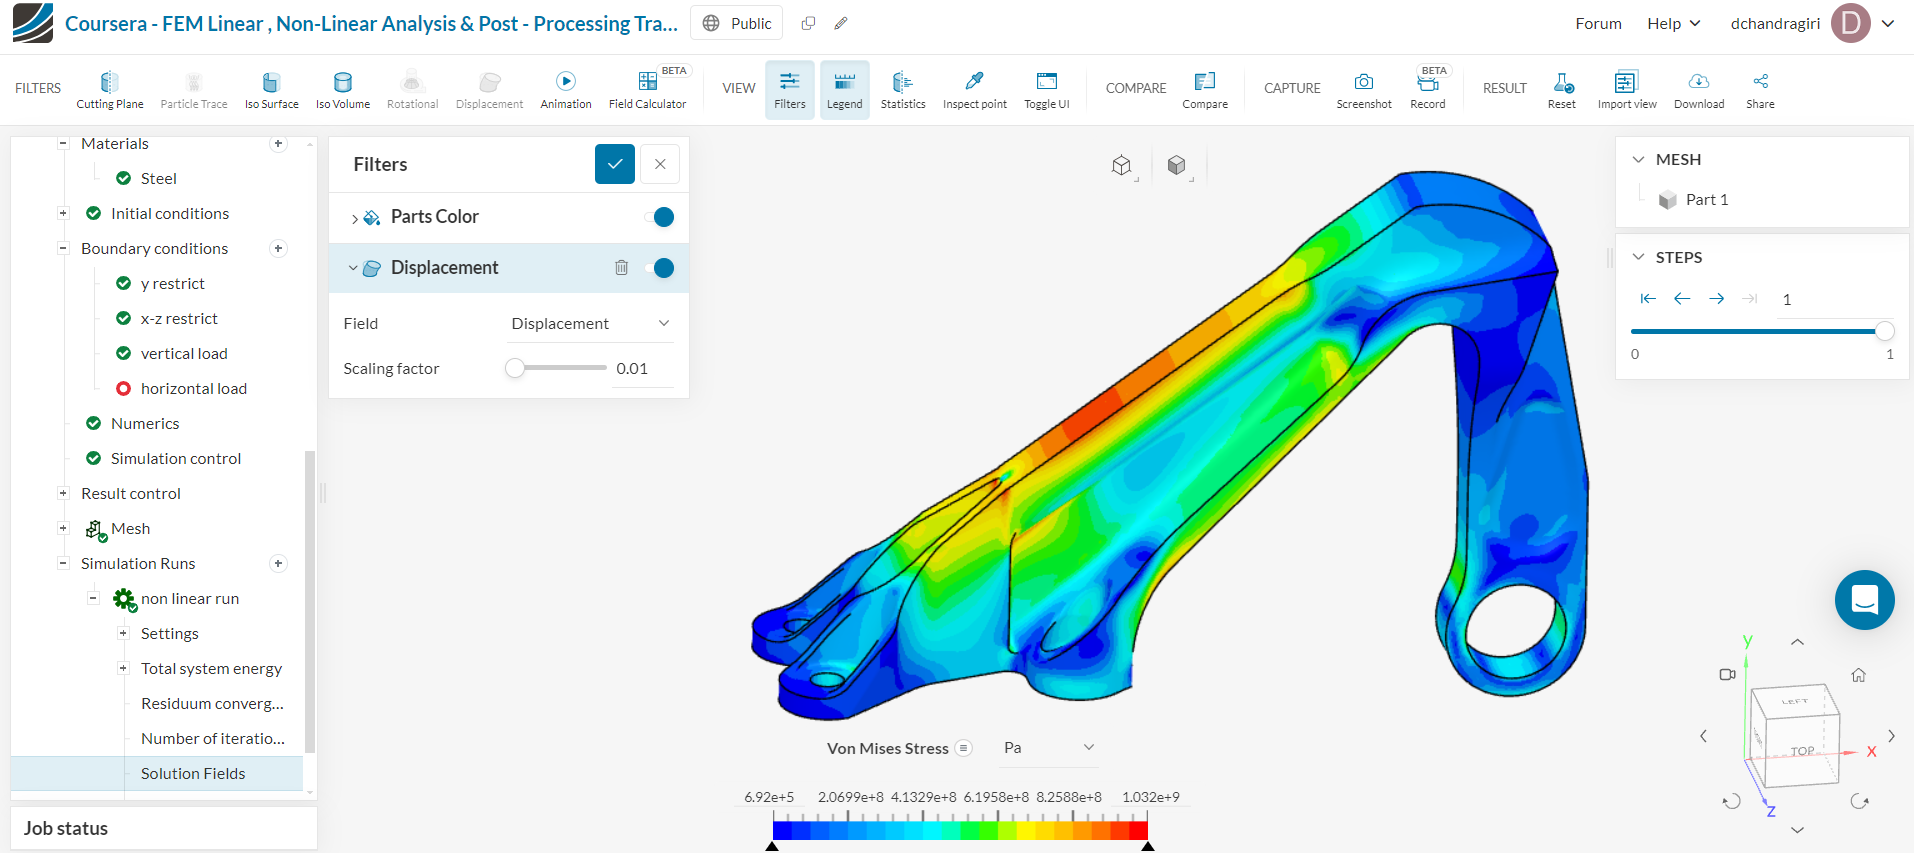 Coursera - FEM Linear , Non-Linear Analysis & Post - Processing Tra...
Public
Forum
Help
dchandragiri
D
FILTERS
Cutting Plane
Particle Trace
Iso Surface
Iso Volume
Rotational
Displacement
Animation
BETA
Field Calculator
VIEW
Filters
Legend
Statistics
Inspect point
Toggle UI
COMPARE
Compare
CAPTURE
Screenshot
BETA
Record
RESULT
Reset
Import view
Download
Share
Materials
Steel
Initial conditions
Boundary conditions
y restrict
x-z restrict
vertical load
horizontal load
Numerics
Simulation control
Result control
Mesh
Simulation Runs
non linear run
Settings
Total system energy
Residuum converg...
Number of iteratio...
Solution Fields
Job status
Filters
Parts Color
Displacement
Field Displacement
Scaling factor 0.01
MESH
Part 1
STEPS
1
0 1
Von Mises Stress Pa
6.92e+5 2.0699e+8 4.1329e+8 6.1958e+8 8.2588e+8 1.032e+9
y
LEFT
TOP
X
Z